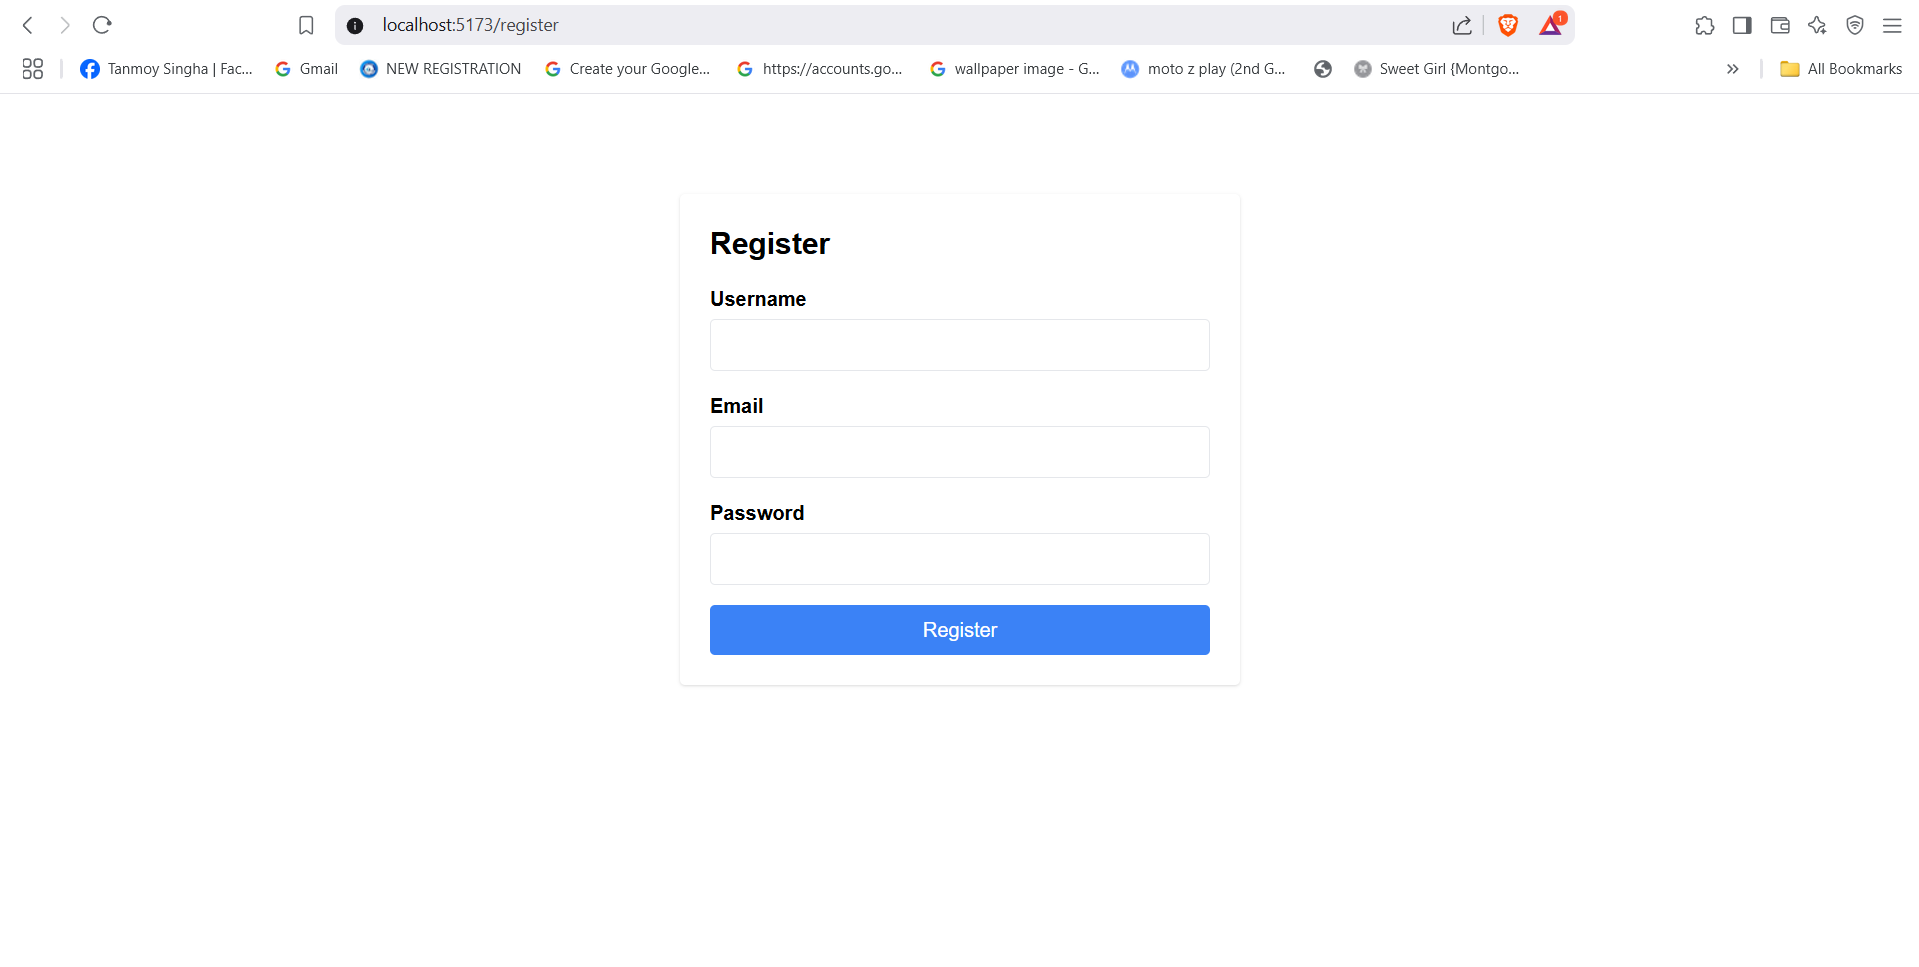 localhost:5173/register
1
Tanmoy Singha | Fac...
Gmail
NEW REGISTRATION
Create your Google...
https://accounts.go...
wallpaper image - G...
moto z play (2nd G...
Sweet Girl {Montgo...
All Bookmarks
Register
Username
Email
Password
Register